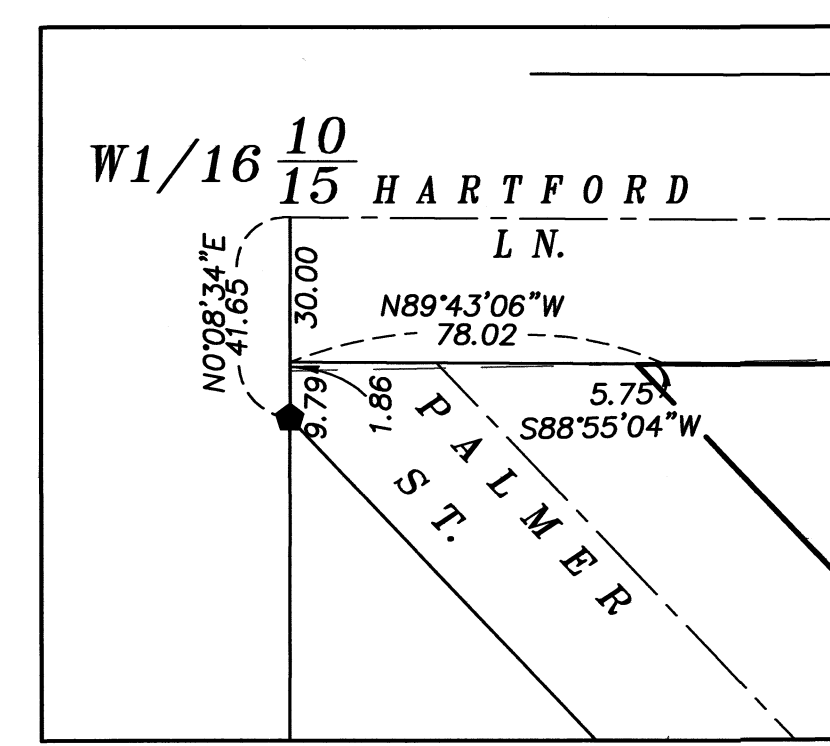 W1/16 10/15
HARTFORD
LN.
N0°08'34"E
41.65
30.00
N89°43'06"W
78.02
9.79
1.86
5.75
S88°55'04"W
PALMER
ST.